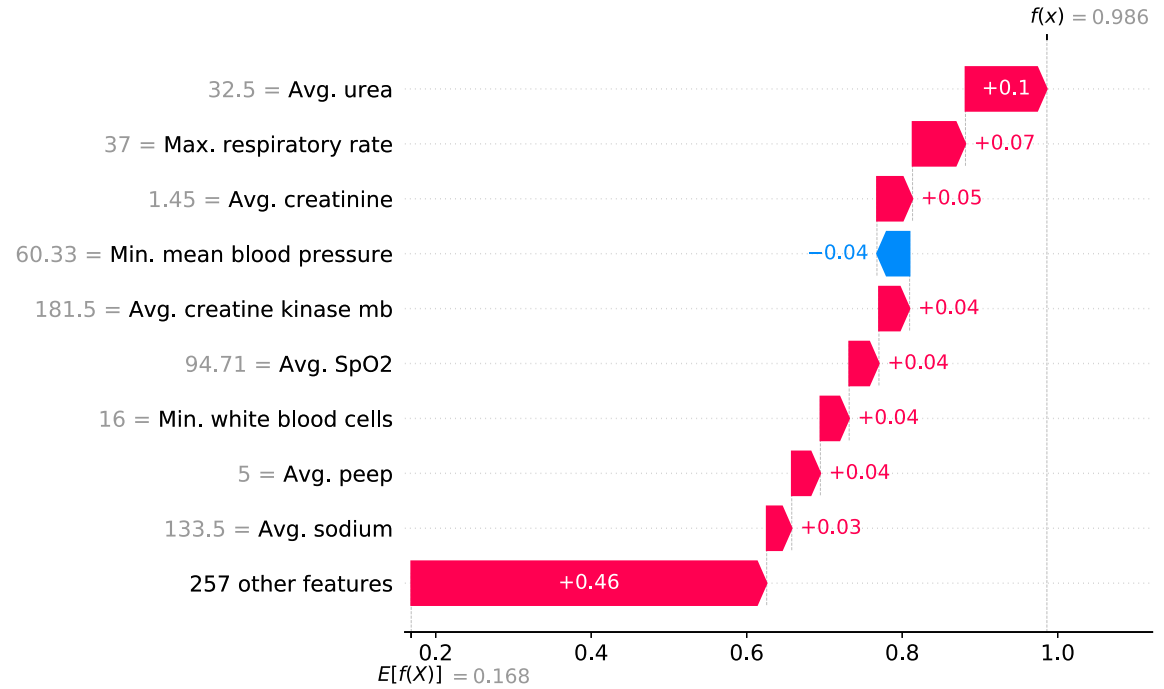 f(x) = 0.986
32.5 = Avg. urea +0.1
37 = Max. respiratory rate +0.07
1.45 = Avg. creatinine +0.05
60.33 = Min. mean blood pressure −0.04
181.5 = Avg. creatine kinase mb +0.04
94.71 = Avg. SpO2 +0.04
16 = Min. white blood cells +0.04
5 = Avg. peep +0.04
133.5 = Avg. sodium +0.03
257 other features +0.46
0.2 0.4 0.6 0.8 1.0
E[f(X)] = 0.168